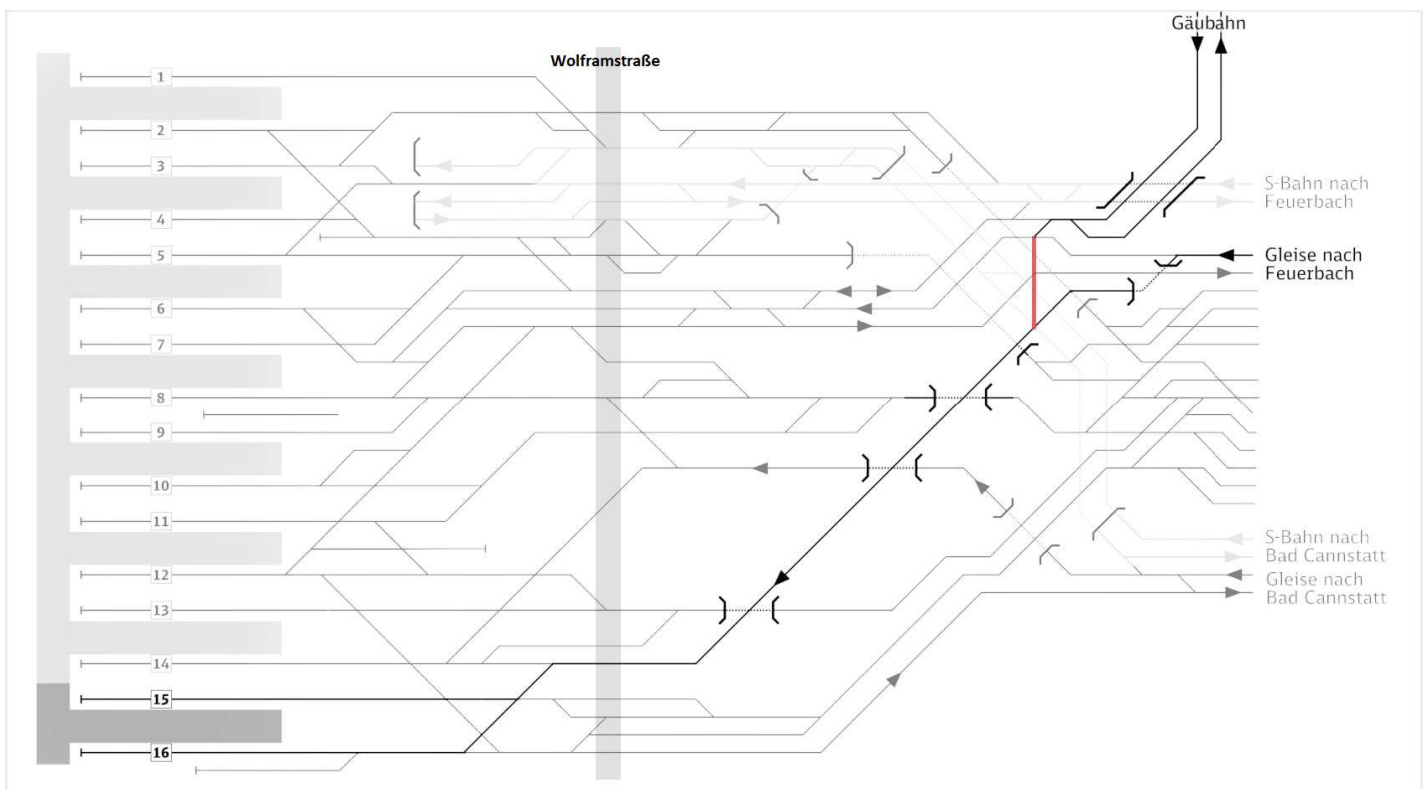 Gäubahn
Wolframstraße
1
2
3
S-Bahn nach
Feuerbach
4
5
Gleise nach
Feuerbach
6
7
8
9
10
11
S-Bahn nach
Bad Cannstatt
12
Gleise nach
Bad Cannstatt
13
14
15
16